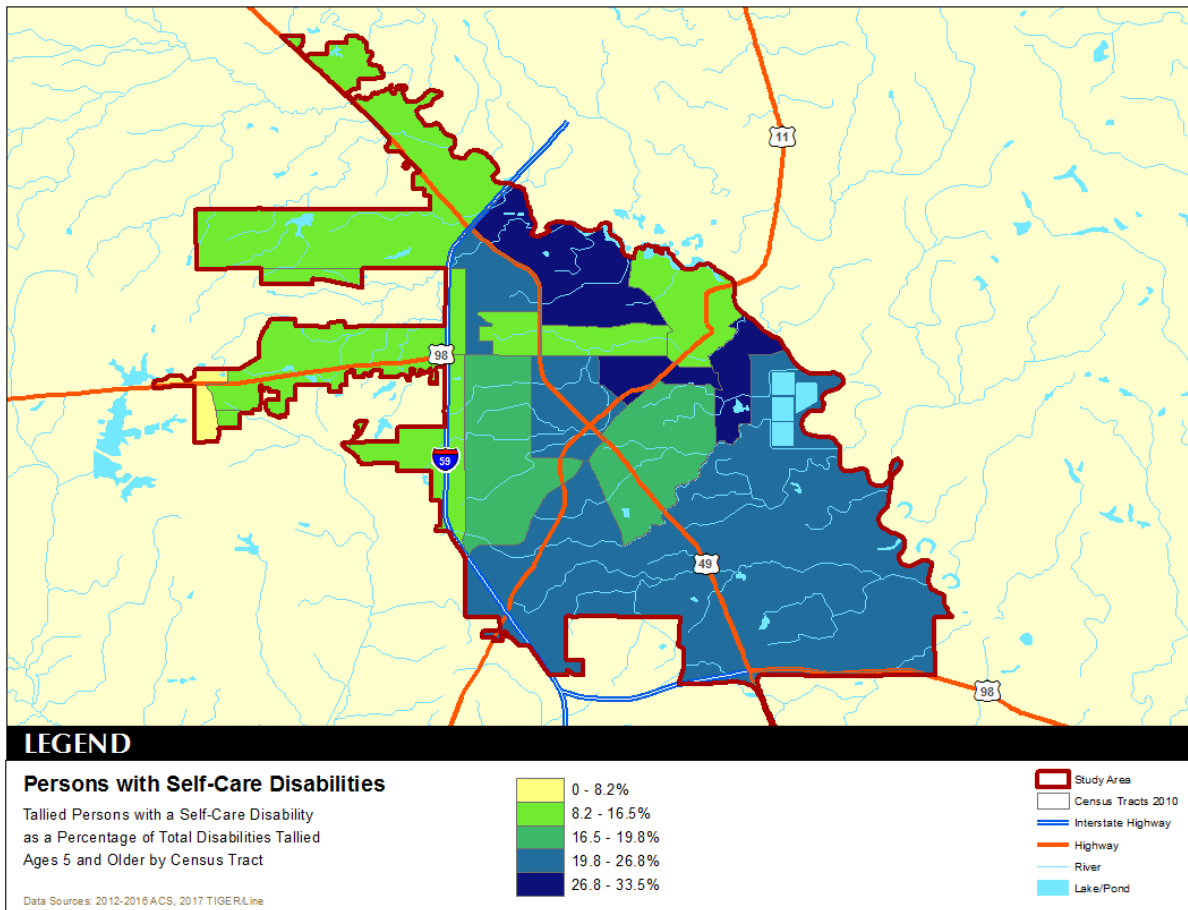 11
98
59
49
98
LEGEND
Persons with Self-Care Disabilities
Tallied Persons with a Self-Care Disability
as a Percentage of Total Disabilities Tallied
Ages 5 and Older by Census Tract
Data Sources: 2012-2016 ACS, 2017 TIGER/Line
0 - 8.2%
8.2 - 16.5%
16.5 - 19.8%
19.8 - 26.8%
26.8 - 33.5%
Study Area
Census Tracts 2010
Interstate Highway
Highway
River
Lake/Pond